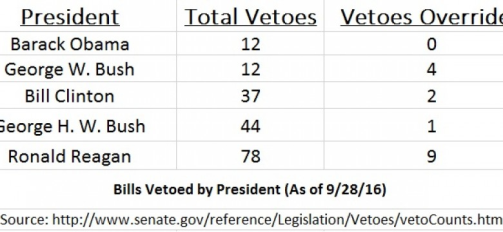 President Total Vetoes Vetoes Override
Barack Obama 12 0
George W. Bush 12 4
Bill Clinton 37 2
George H. W. Bush 44 1
Ronald Reagan 78 9
Bills Vetoed by President (As of 9/28/16)
Source: http://www.senate.gov/reference/Legislation/Vetoes/vetoCounts.htm